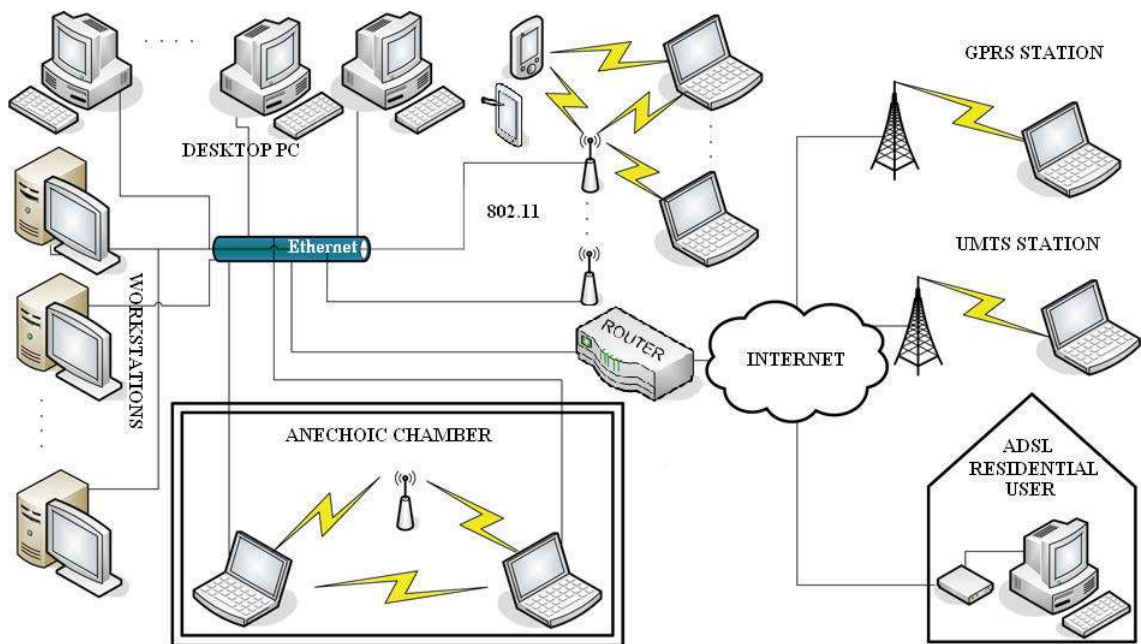 GPRS STATION
DESKTOP PC
802.11
Ethernet
UMTS STATION
WORKSTATIONS
ROUTER
INTERNET
ANECHOIC CHAMBER
ADSL
RESIDENTIAL
USER